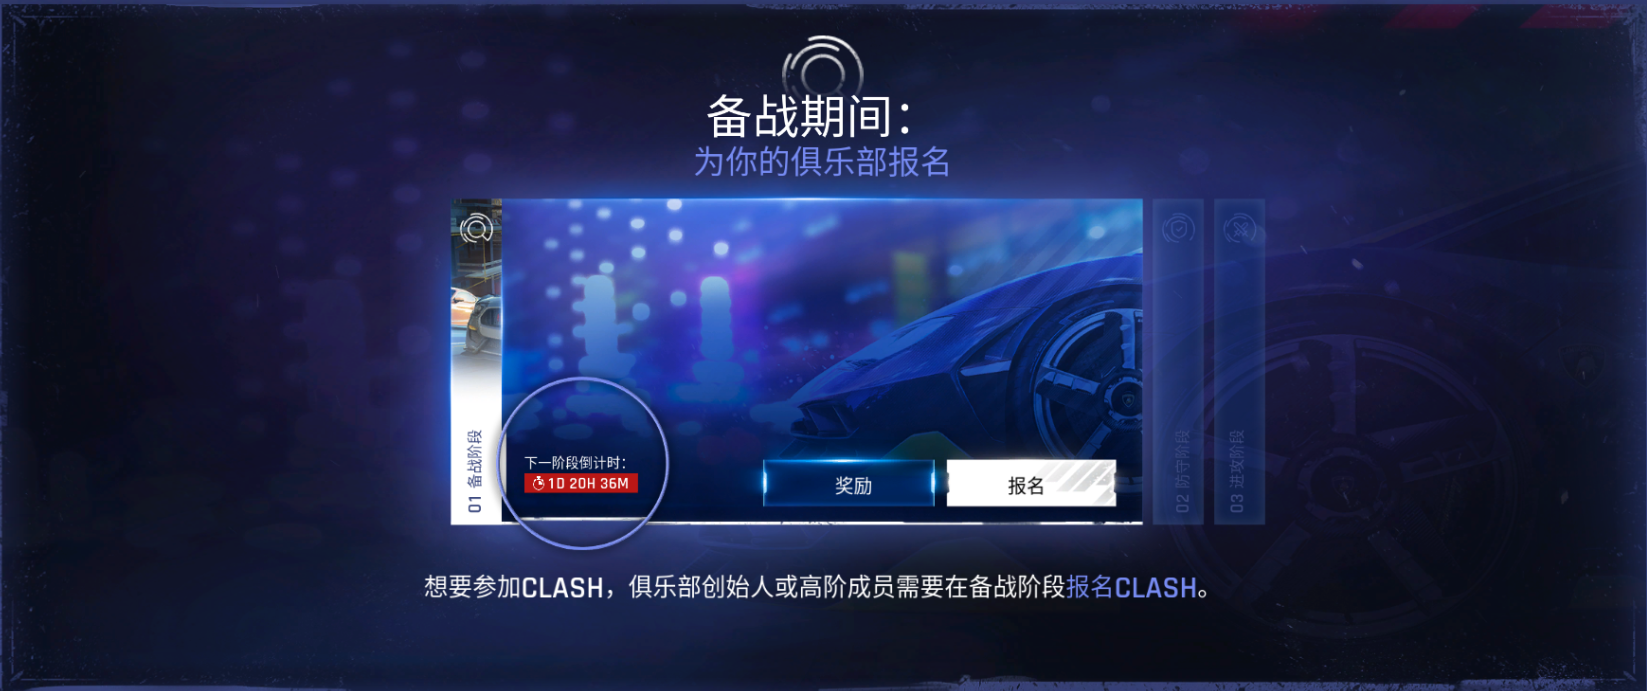 备战期间：
为你的俱乐部报名
01 备战阶段
下一阶段倒计时：
1D 20H 36M
奖励
报名
02 防守阶段
03 进攻阶段
想要参加CLASH，俱乐部创始人或高阶成员需要在备战阶段报名CLASH。